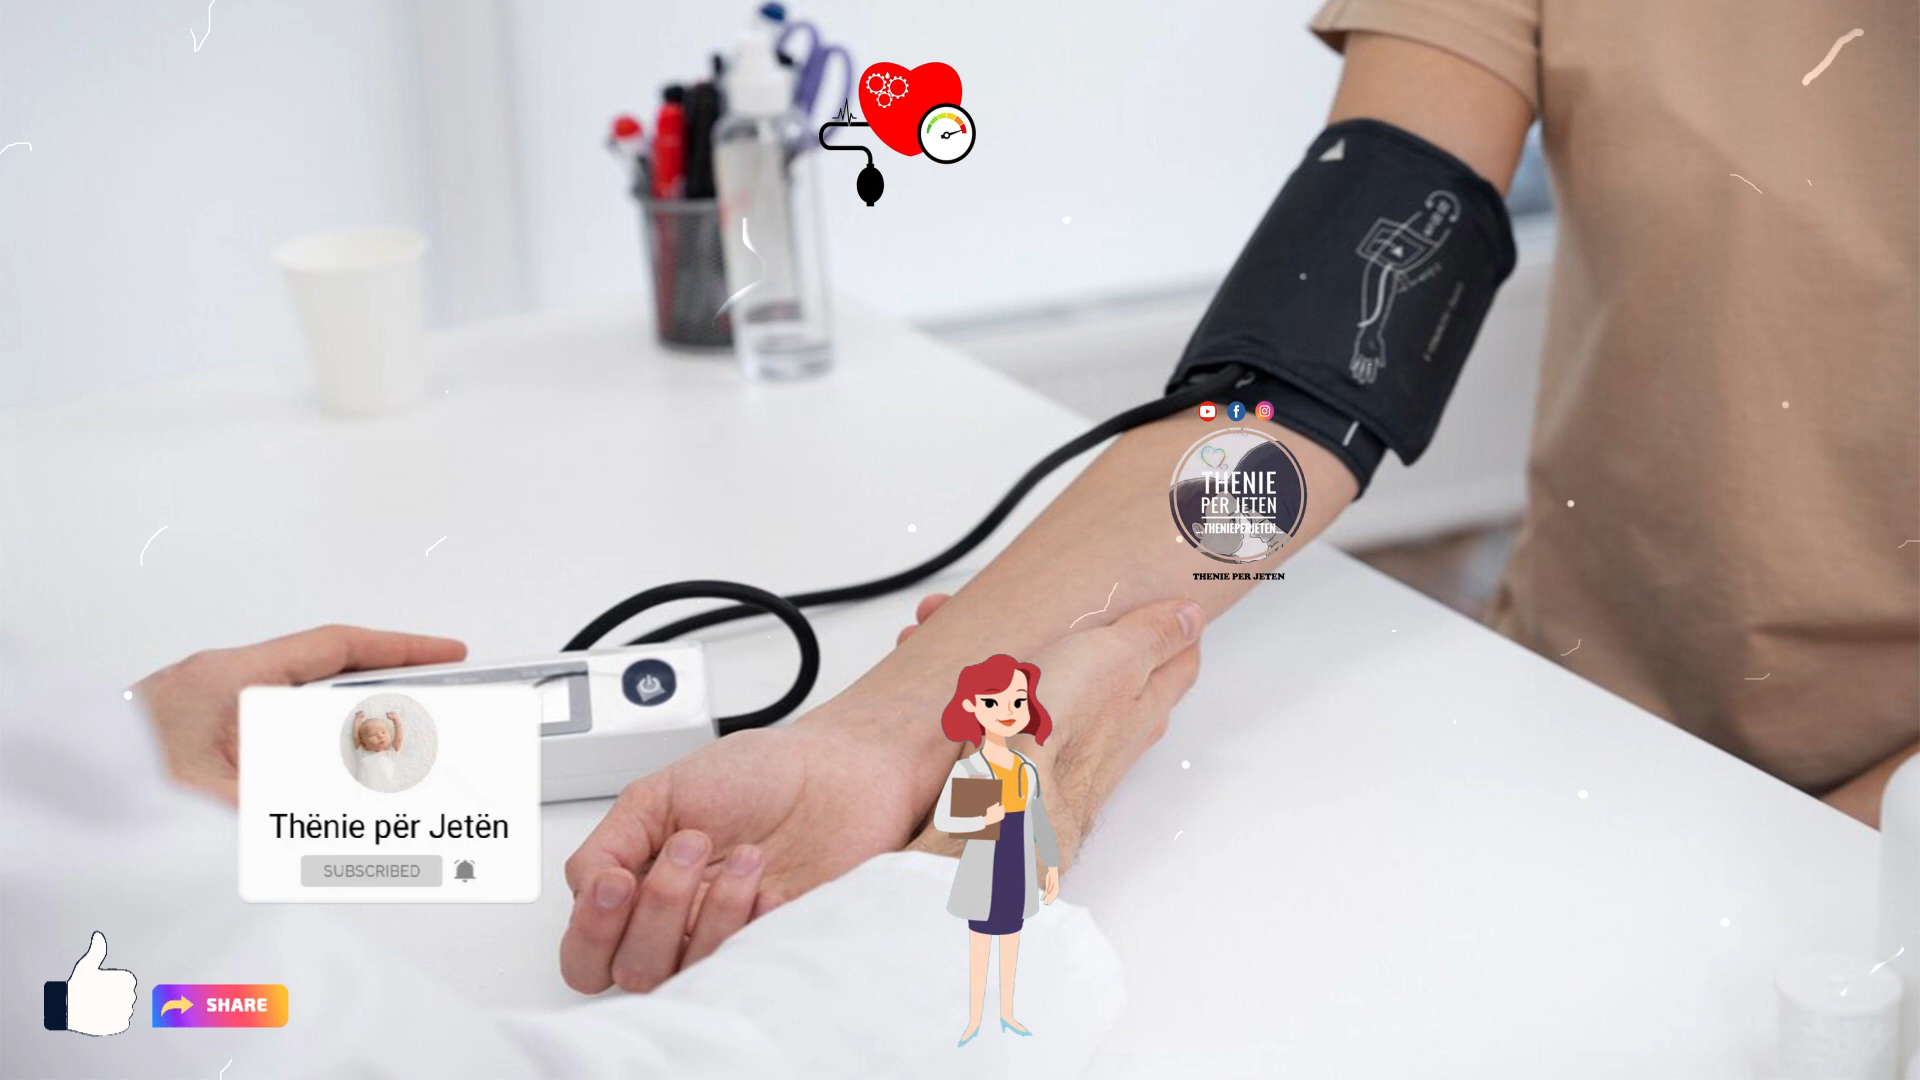 THENIE
PER JETEN
...THENIEPERJETEN...
THENIE PER JETEN
Thënie për Jetën
SUBSCRIBED
SHARE